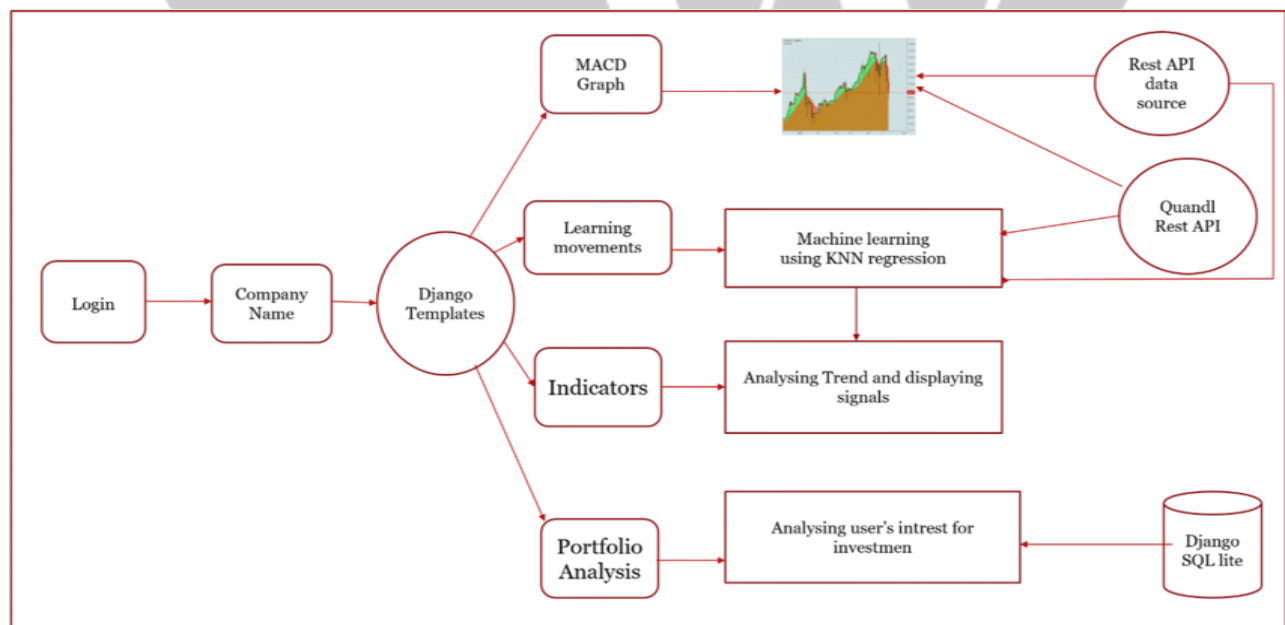 MACD
Graph
Rest API
data
source
Learning
movements
Machine learning
using KNN regression
Quandl
Rest API
Login
Company
Name
Django
Templates
Indicators
Analysing Trend and displaying
signals
Portfolio
Analysis
Analysing user's intrest for
investmen
Django
SQL lite